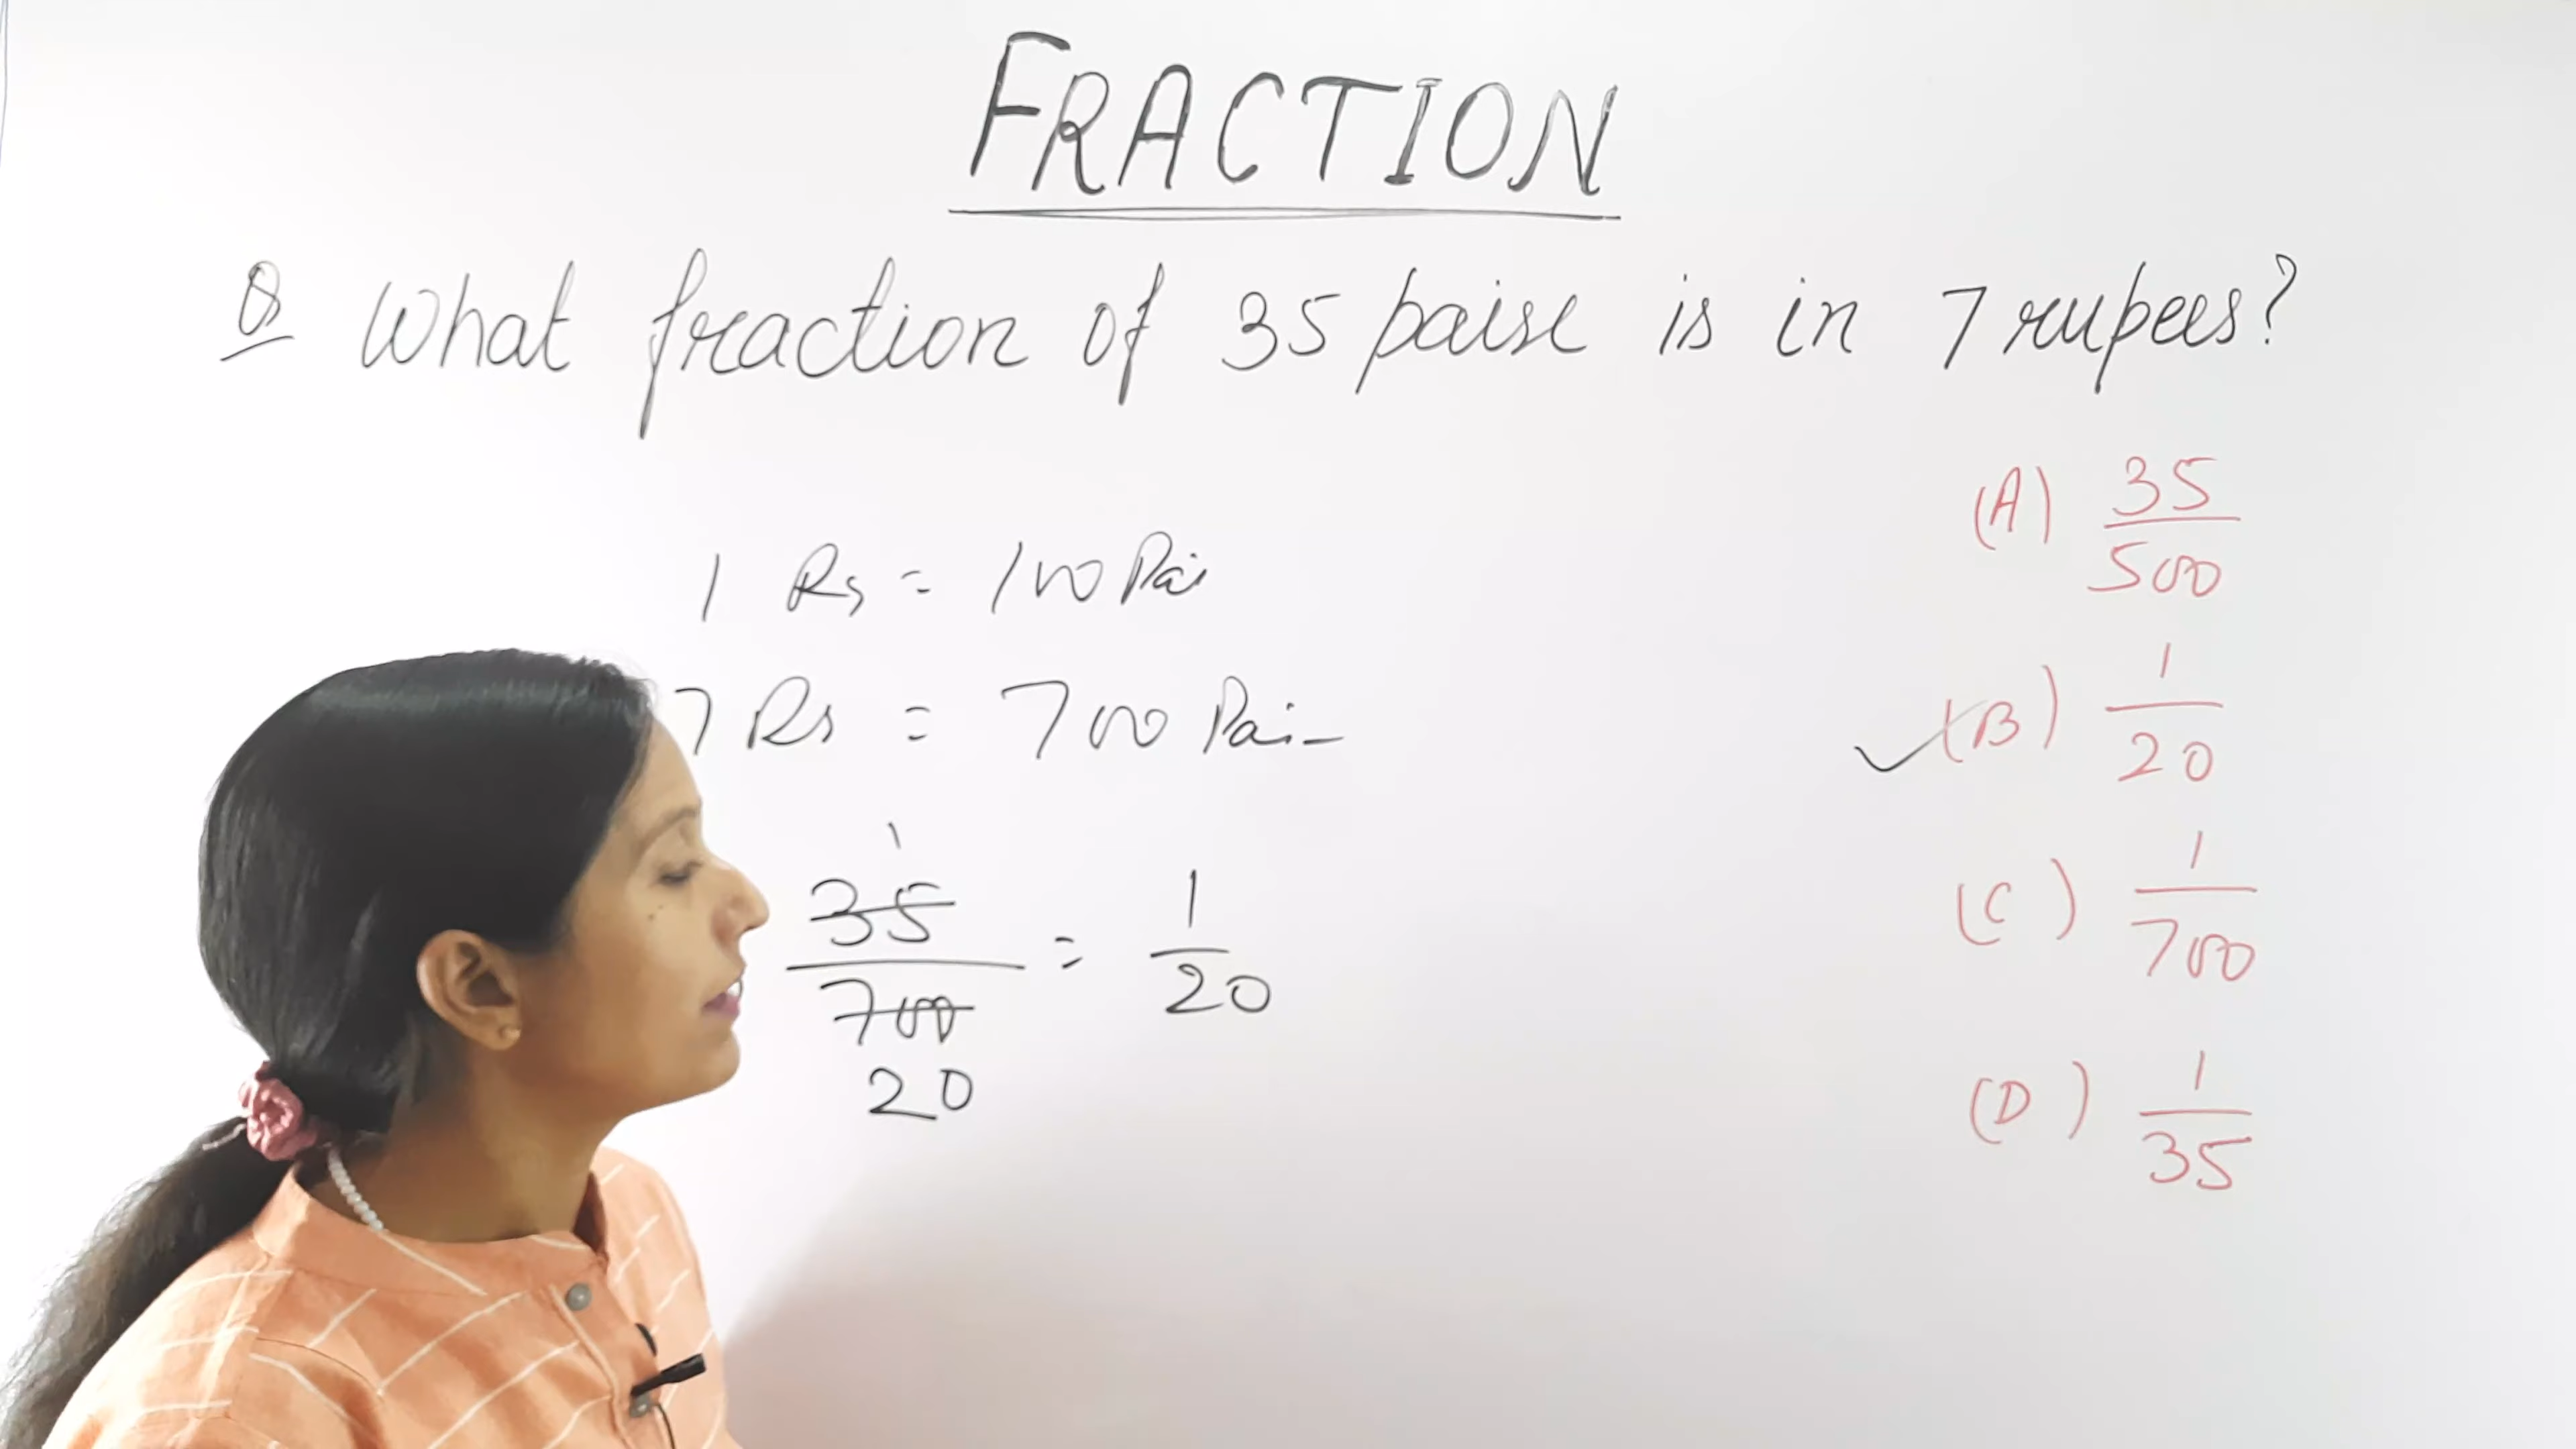 FRACTION
Q What fraction of 35 paise is in 7 rupees?
(A) 35/500
1 Rs = 100 Pai
(B) 1/20
7 Rs = 700 Pai
(C) 1/700
1
35/700 = 1/20
20
(D) 1/35